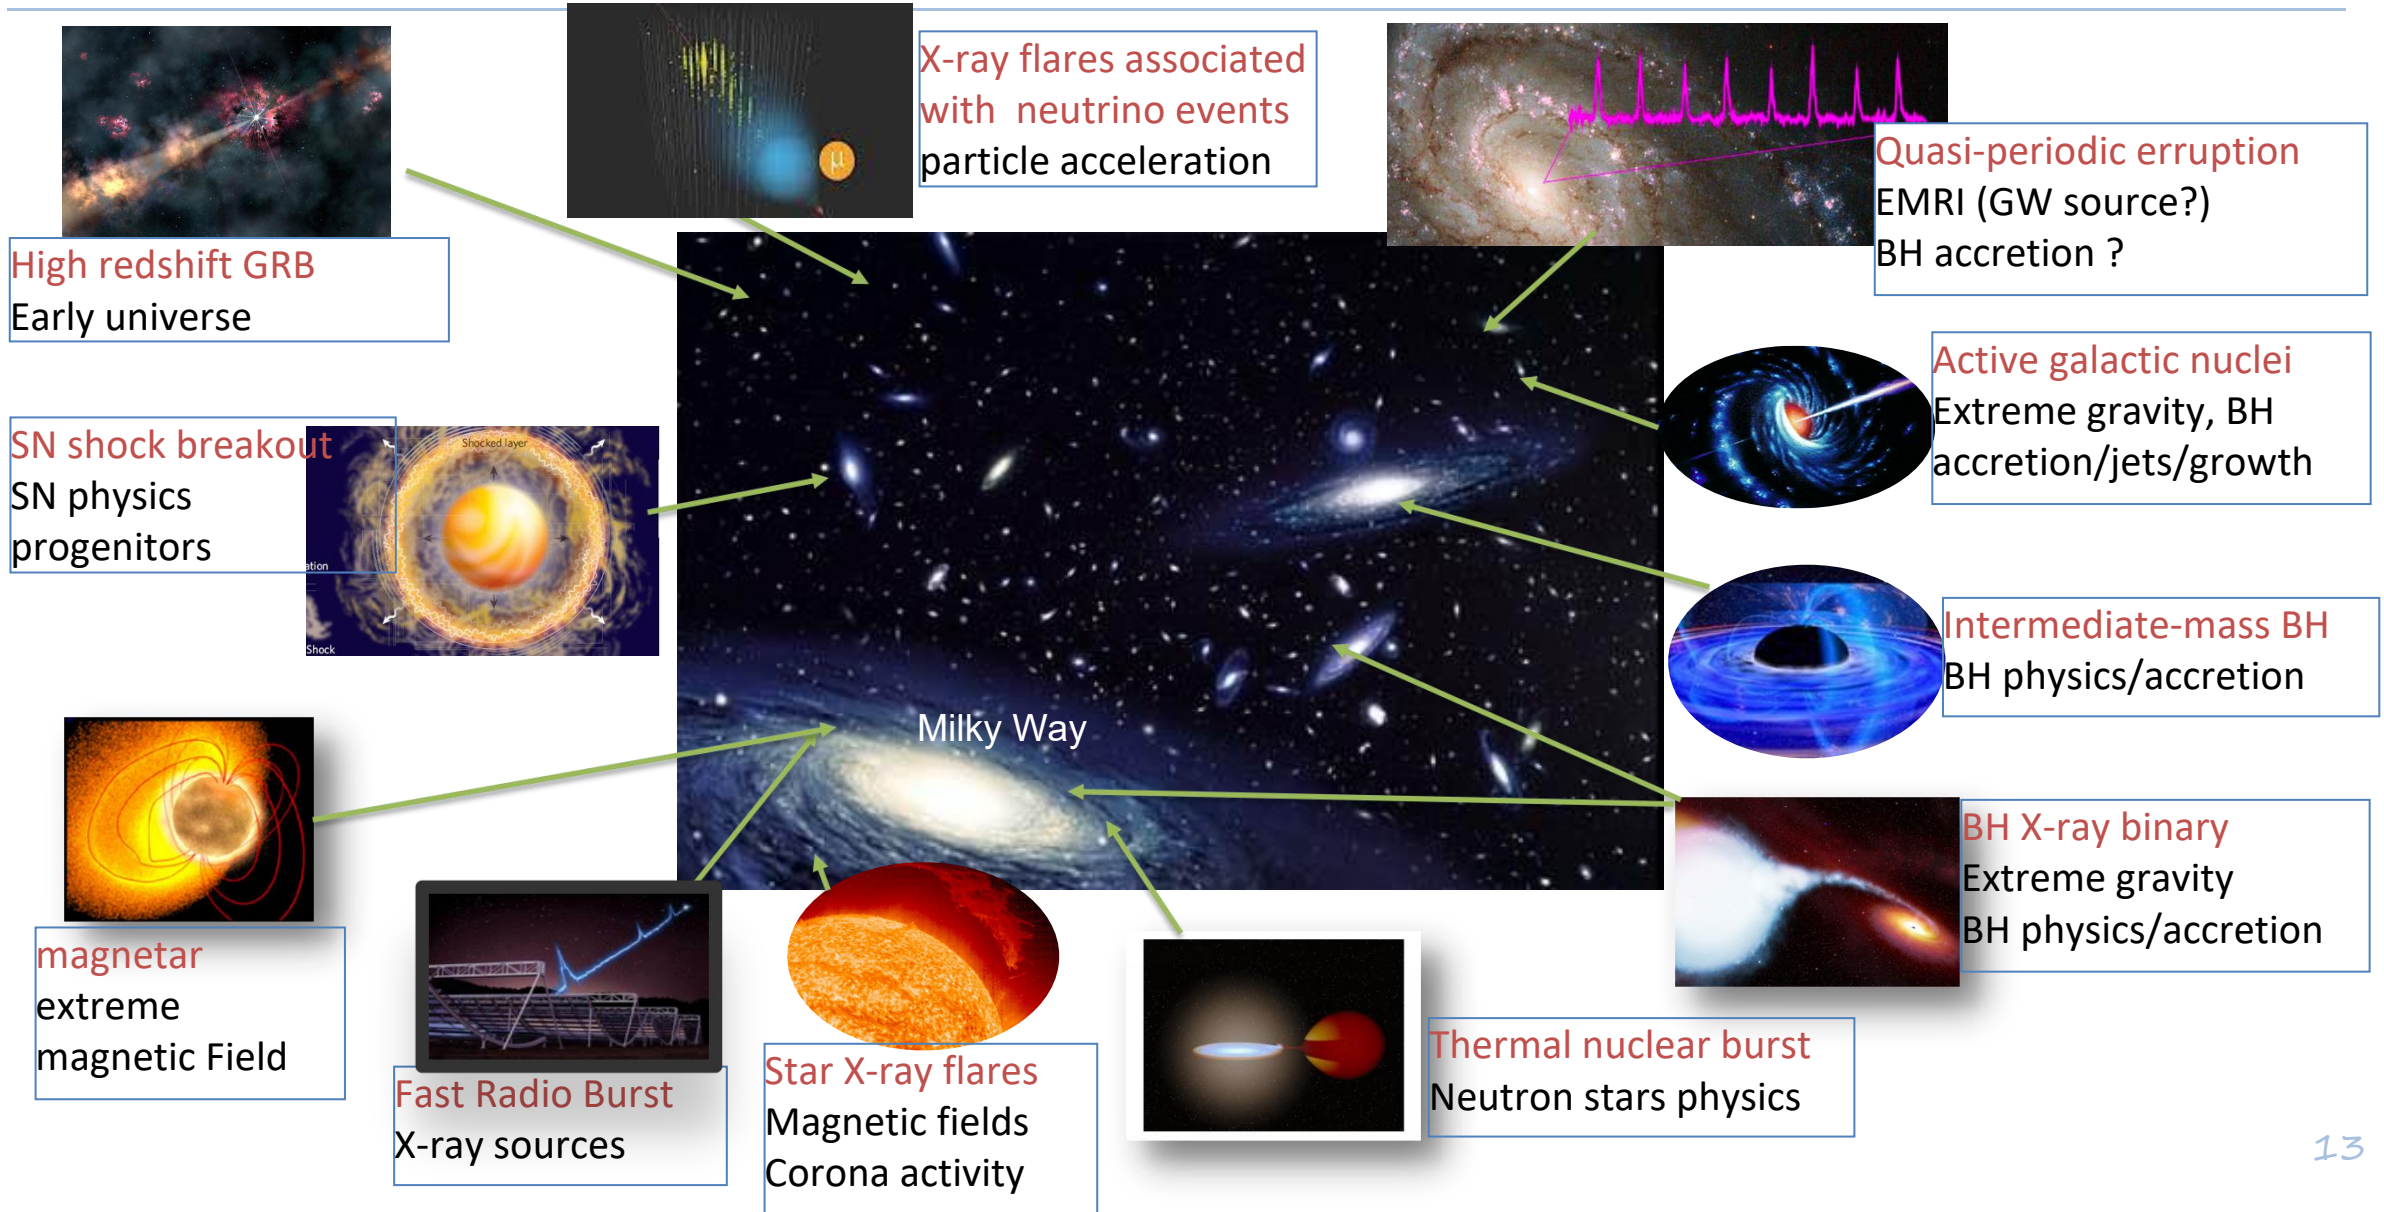 X-ray flares associated
with neutrino events
particle acceleration
μ
Quasi-periodic erruption
EMRI (GW source?)
BH accretion ?
High redshift GRB
Early universe
Active galactic nuclei
Extreme gravity, BH
accretion/jets/growth
SN shock breakout
SN physics
progenitors
Shocked layer
ation
Shock
Intermediate-mass BH
BH physics/accretion
Milky Way
BH X-ray binary
Extreme gravity
BH physics/accretion
magnetar
extreme
magnetic Field
Fast Radio Burst
X-ray sources
Star X-ray flares
Magnetic fields
Corona activity
Thermal nuclear burst
Neutron stars physics
13